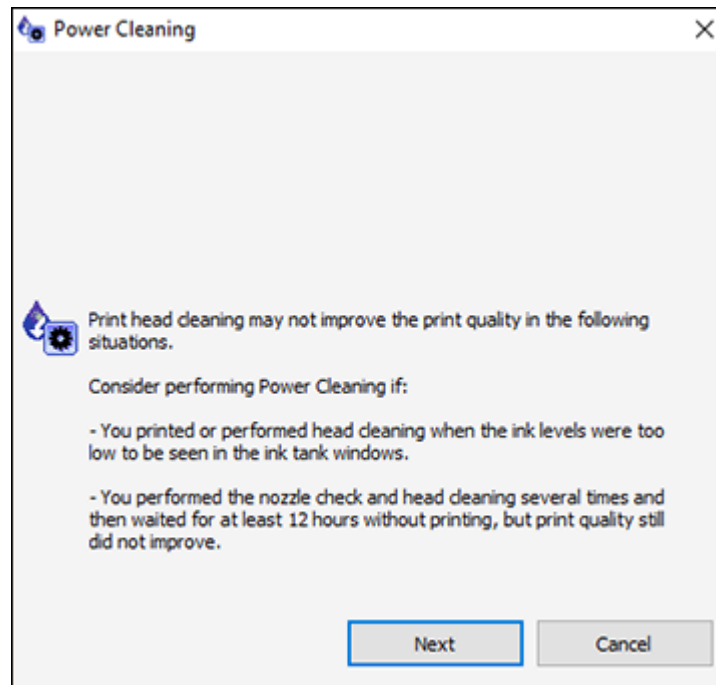 Power Cleaning
Print head cleaning may not improve the print quality in the following
situations.
Consider performing Power Cleaning if:
- You printed or performed head cleaning when the ink levels were too
low to be seen in the ink tank windows.
- You performed the nozzle check and head cleaning several times and
then waited for at least 12 hours without printing, but print quality still
did not improve.
Next
Cancel